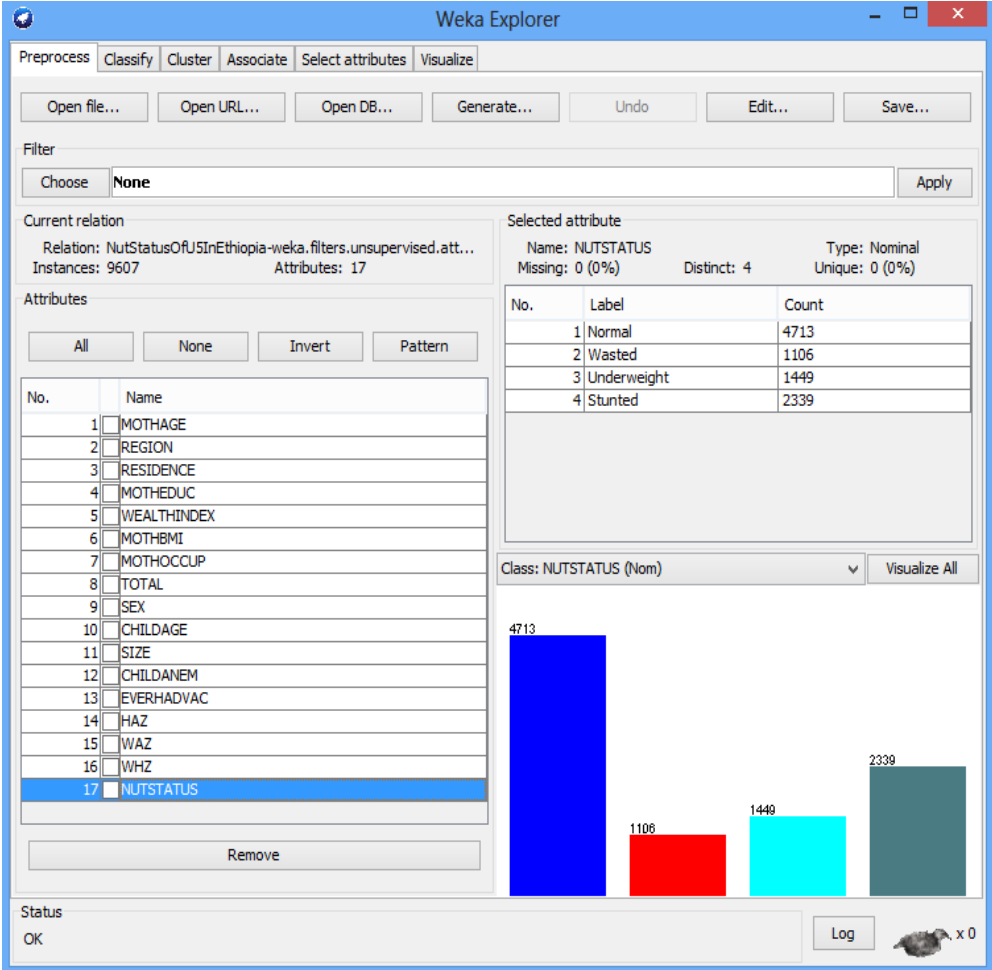 Weka Explorer
Preprocess Classify Cluster Associate Select attributes Visualize
Open file... Open URL... Open DB... Generate... Undo Edit... Save...
Filter
Choose None Apply
Current relation
Relation: NutStatusOfU5InEthiopia-weka.filters.unsupervised.att...
Instances: 9607 Attributes: 17
Attributes
All None Invert Pattern
No. Name
1 MOTHAGE
2 REGION
3 RESIDENCE
4 MOTHEDUC
5 WEALTHINDEX
6 MOTHBMI
7 MOTHOCCUP
8 TOTAL
9 SEX
10 CHILDAGE
11 SIZE
12 CHILDANEM
13 EVERHADVAC
14 HAZ
15 WAZ
16 WHZ
17 NUTSTATUS
Remove
Selected attribute
Name: NUTSTATUS Type: Nominal
Missing: 0 (0%) Distinct: 4 Unique: 0 (0%)
No. Label Count
1 Normal 4713
2 Wasted 1106
3 Underweight 1449
4 Stunted 2339
Class: NUTSTATUS (Nom) Visualize All
4713
1106
1449
2339
Status
OK
Log x 0